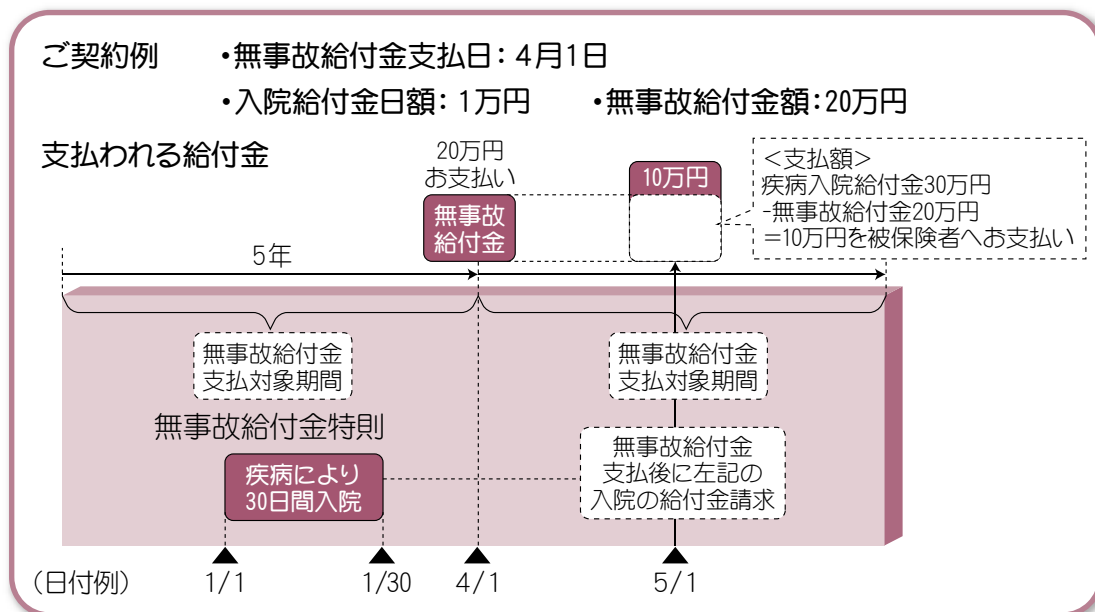 ご契約例 ・無事故給付金支払日：4月1日
・入院給付金日額：1万円 ・無事故給付金額：20万円
支払われる給付金
20万円
お支払い
無事故
給付金
10万円
<支払額>
疾病入院給付金30万円
-無事故給付金20万円
=10万円を被保険者へお支払い
5年
無事故給付金
支払対象期間
無事故給付金
支払対象期間
無事故給付金特則
疾病により
30日間入院
無事故給付金
支払後に左記の
入院の給付金請求
（日付例） 1/1 1/30 4/1 5/1